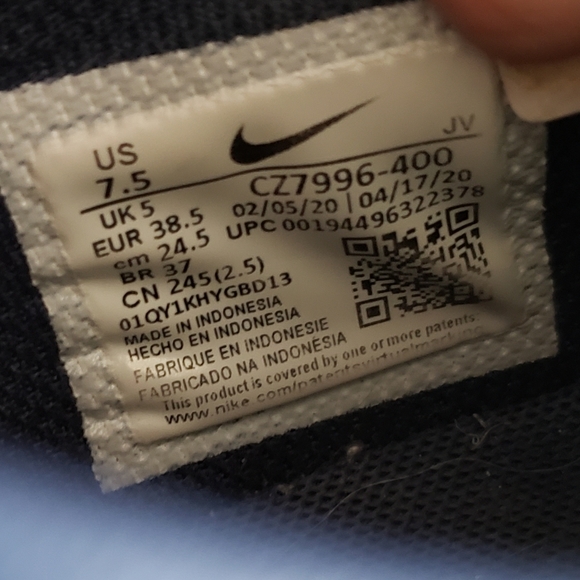 US
7.5
UK 5
EUR 38.5
cm 24.5
BR 37
CN 245(2.5)
JV
CZ7996-400
02/05/20 | 04/17/20
UPC 00194496322378
01QY1KHYGBD13
MADE IN INDONESIA
HECHO EN INDONESIA
FABRIQUE EN INDONESIE
FABRICADO NA INDONÉSIA
This product is covered by one or more patents:
www.nike.com/patentsvirtualmarking